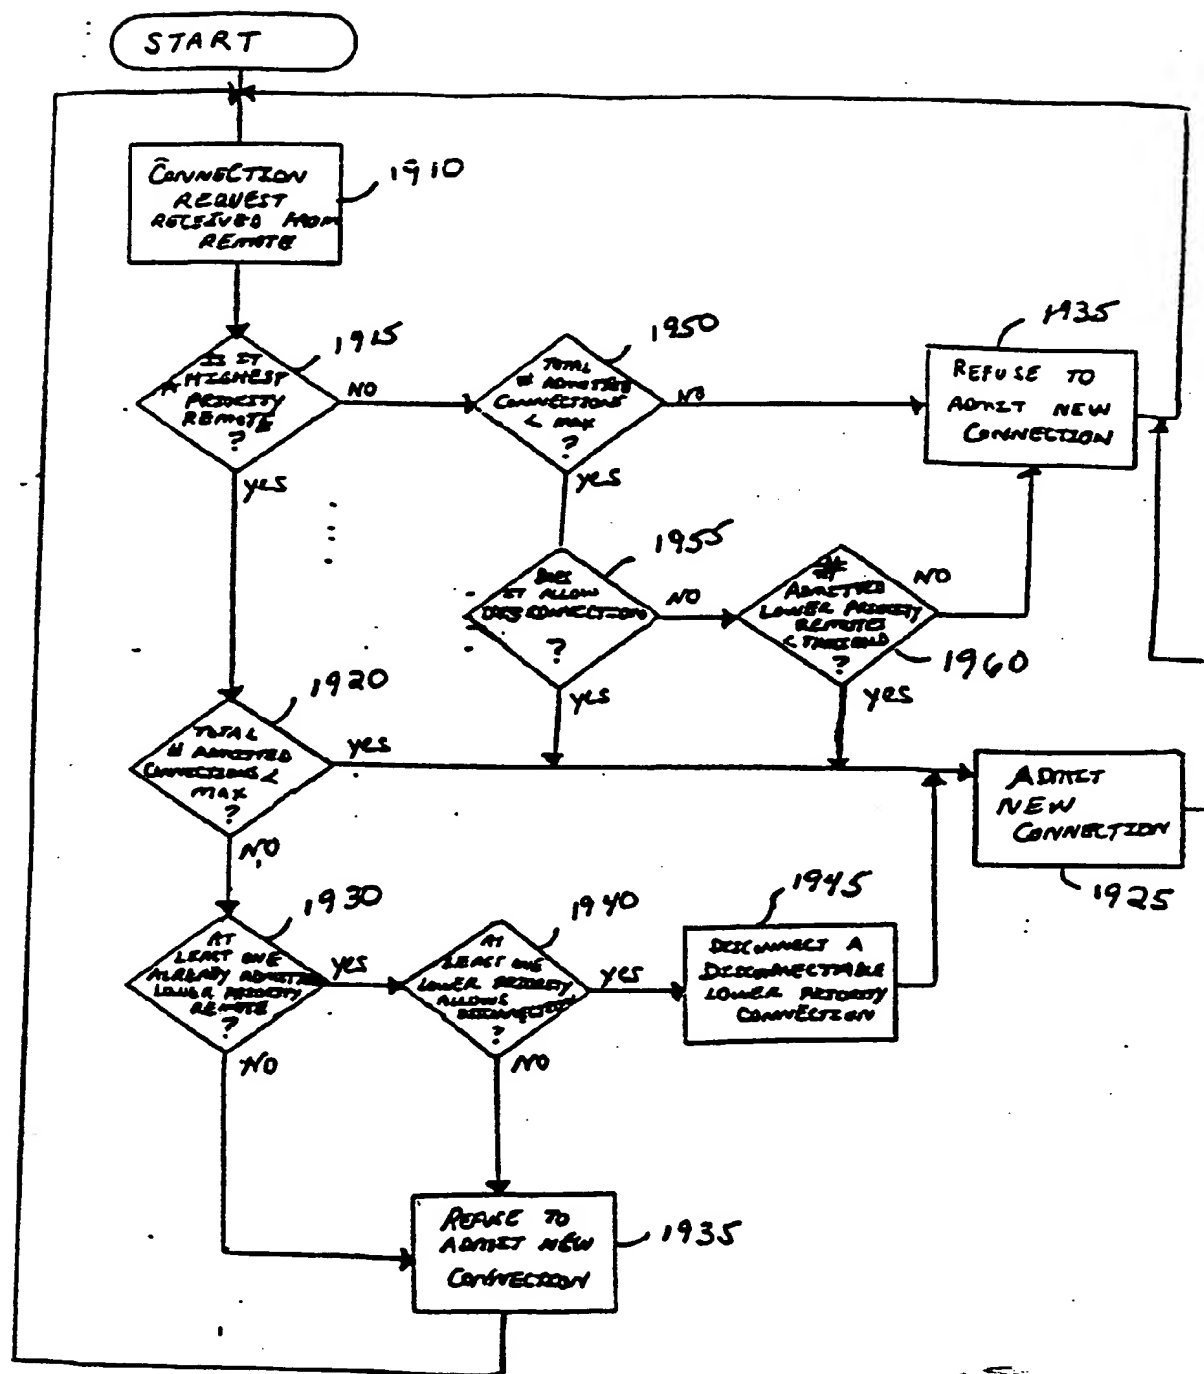 START
CONNECTION
REQUEST
RECEIVED FROM
REMOTE
1910
IS IT
A HIGHEST
PRIORITY
REMOTE
?
1915
NO
yes
TOTAL
# ADMITTED
CONNECTIONS
< MAX
?
1950
NO
yes
REFUSE TO
ADMIT NEW
CONNECTION
1935
DOES
IT ALLOW
DISCONNECTION
?
1955
NO
yes
#
ADMITTED
LOWER PRIORITY
REMOTES
<
?
NO
1960
yes
TOTAL
# ADMITTED
CONNECTIONS <
MAX
?
1920
yes
NO
ADMIT
NEW
CONNECTION
1925
AT
LEAST ONE
ALREADY ADMITTED
LOWER PRIORITY
REMOTE
?
1930
yes
NO
AT
LEAST ONE
LOWER PRIORITY
ALLOWS
DISCONNECTION
?
1940
yes
NO
DISCONNECT A
DISCONNECTABLE
LOWER PRIORITY
CONNECTION
1945
REFUSE TO
ADMIT NEW
CONNECTION
1935